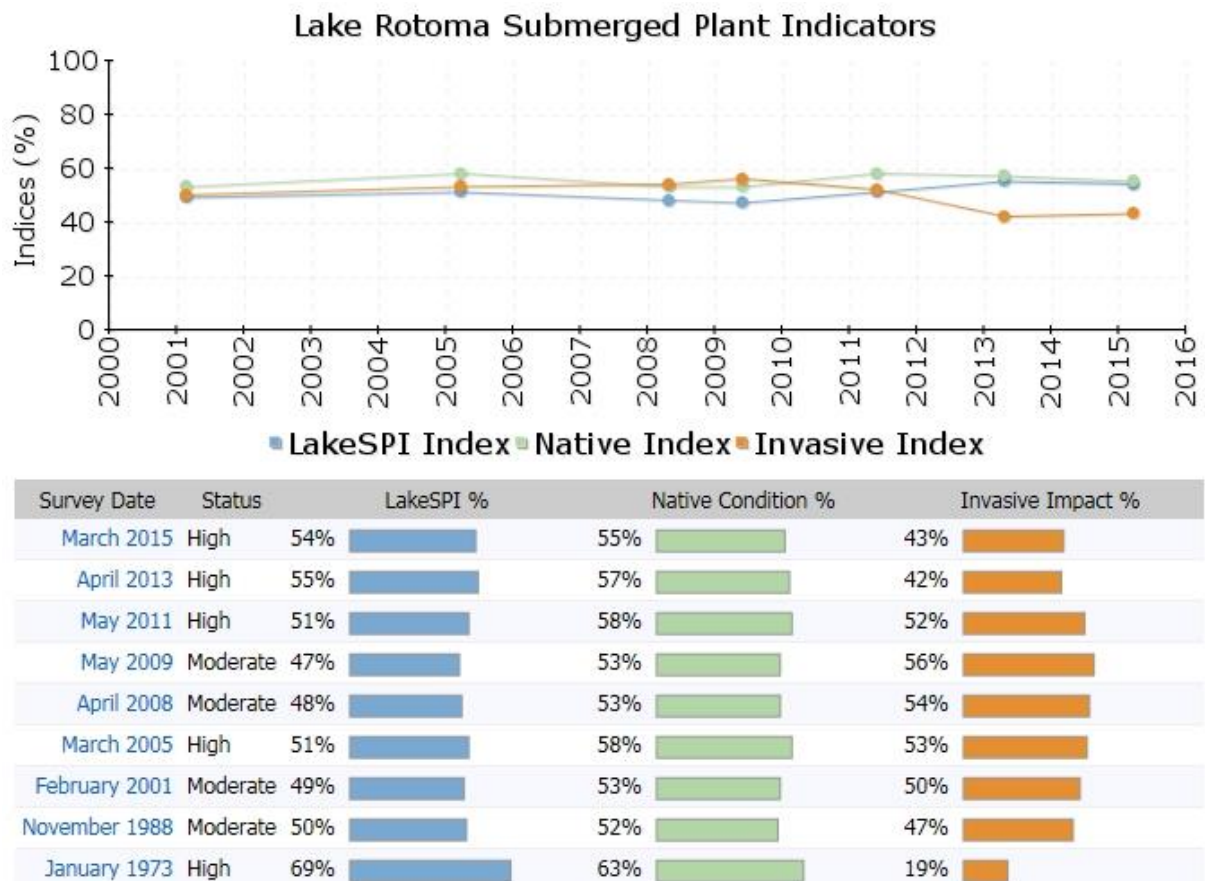 Lake Rotoma Submerged Plant Indicators
Indices (%)
100
80
60
40
20
0
2000 2001 2002 2003 2004 2005 2006 2007 2008 2009 2010 2011 2012 2013 2014 2015 2016
LakeSPI Index Native Index Invasive Index
Survey Date Status LakeSPI % Native Condition % Invasive Impact %
March 2015 High 54% 55% 43%
April 2013 High 55% 57% 42%
May 2011 High 51% 58% 52%
May 2009 Moderate 47% 53% 56%
April 2008 Moderate 48% 53% 54%
March 2005 High 51% 58% 53%
February 2001 Moderate 49% 53% 50%
November 1988 Moderate 50% 52% 47%
January 1973 High 69% 63% 19%